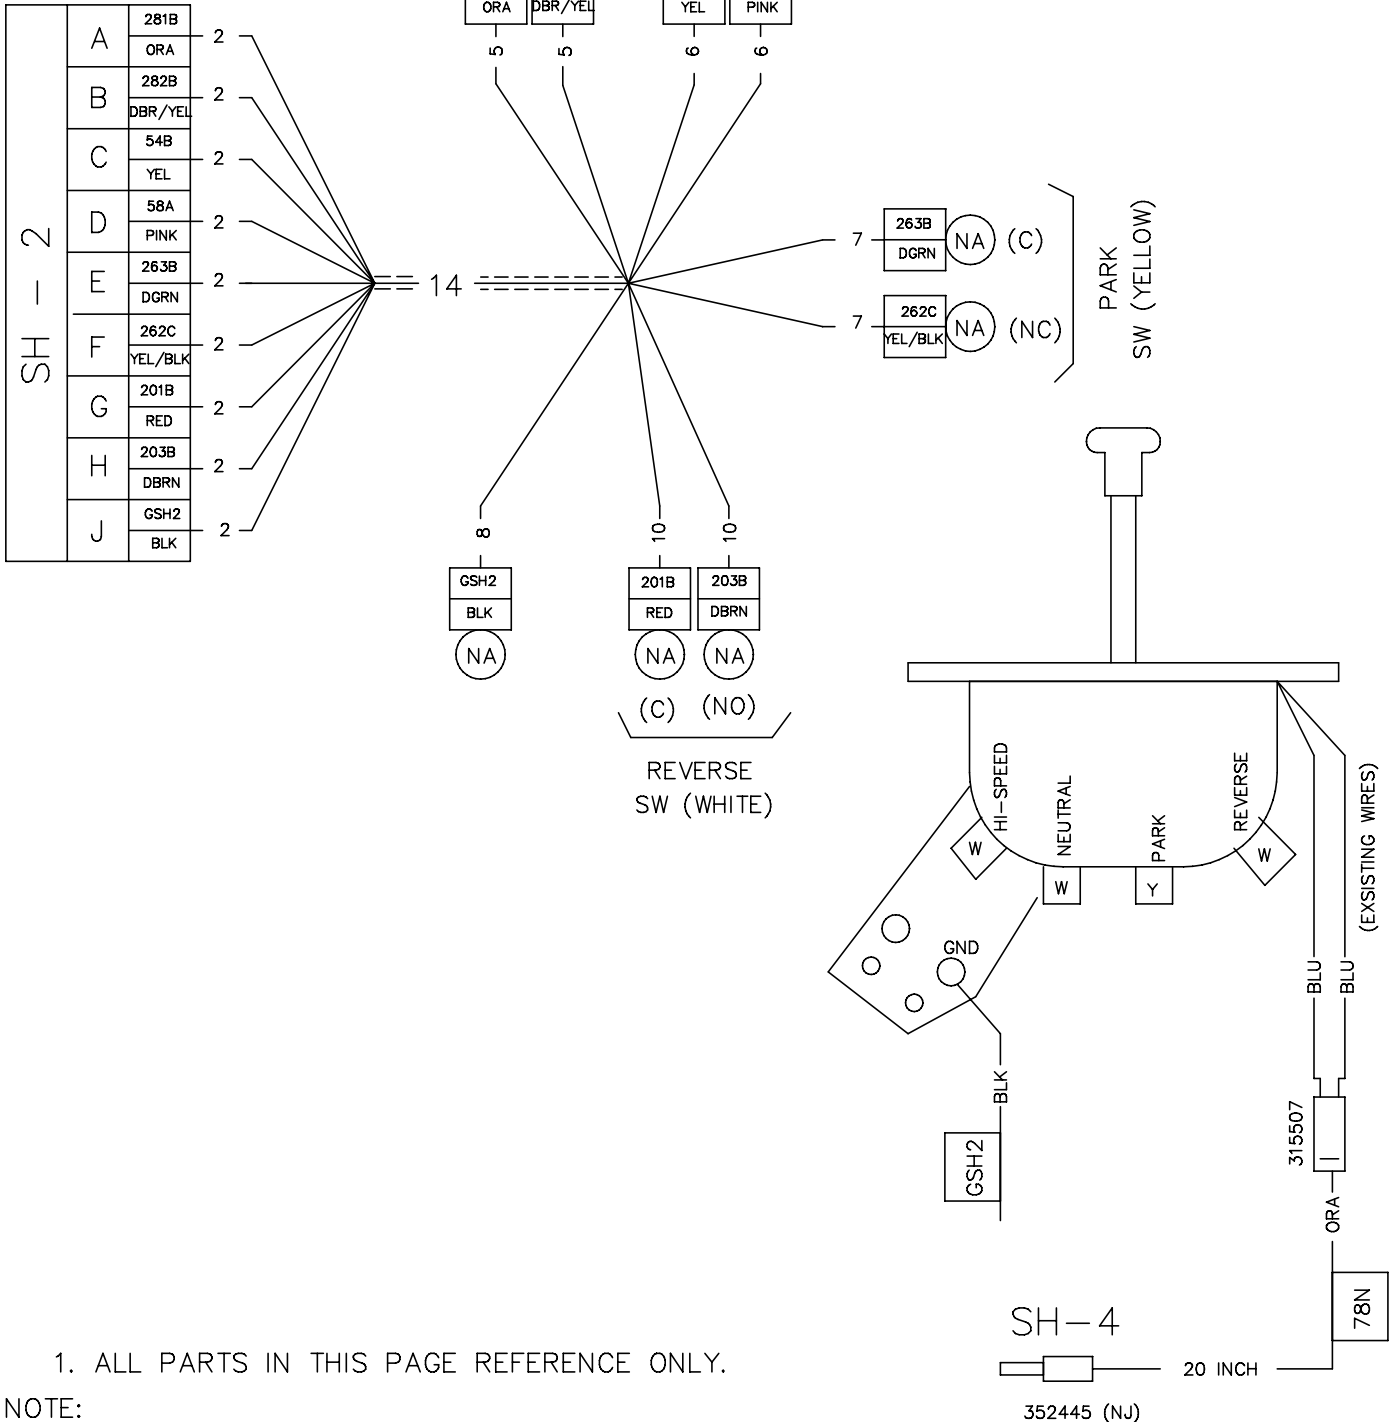 SH - 2
A 281B ORA 2
B 282B DBR/YEL 2
C 54B YEL 2
D 58A PINK 2
E 263B DGRN 2
F 262C YEL/BLK 2
G 201B RED 2
H 203B DBRN 2
J GSH2 BLK 2
14
ORA DBR/YEL YEL PINK
5 5 6 6
7 263B DGRN NA (C)
7 262C YEL/BLK NA (NC)
PARK
SW (YELLOW)
8 10 10
GSH2 201B 203B
BLK RED DBRN
NA NA NA
(C) (NO)
REVERSE
SW (WHITE)
HI-SPEED
NEUTRAL
PARK
REVERSE
W W Y W
(EXSISTING WIRES)
GND
BLU BLU
BLK
GSH2
315507
ORA
78N
SH-4
20 INCH
352445 (NJ)
1. ALL PARTS IN THIS PAGE REFERENCE ONLY.
NOTE: